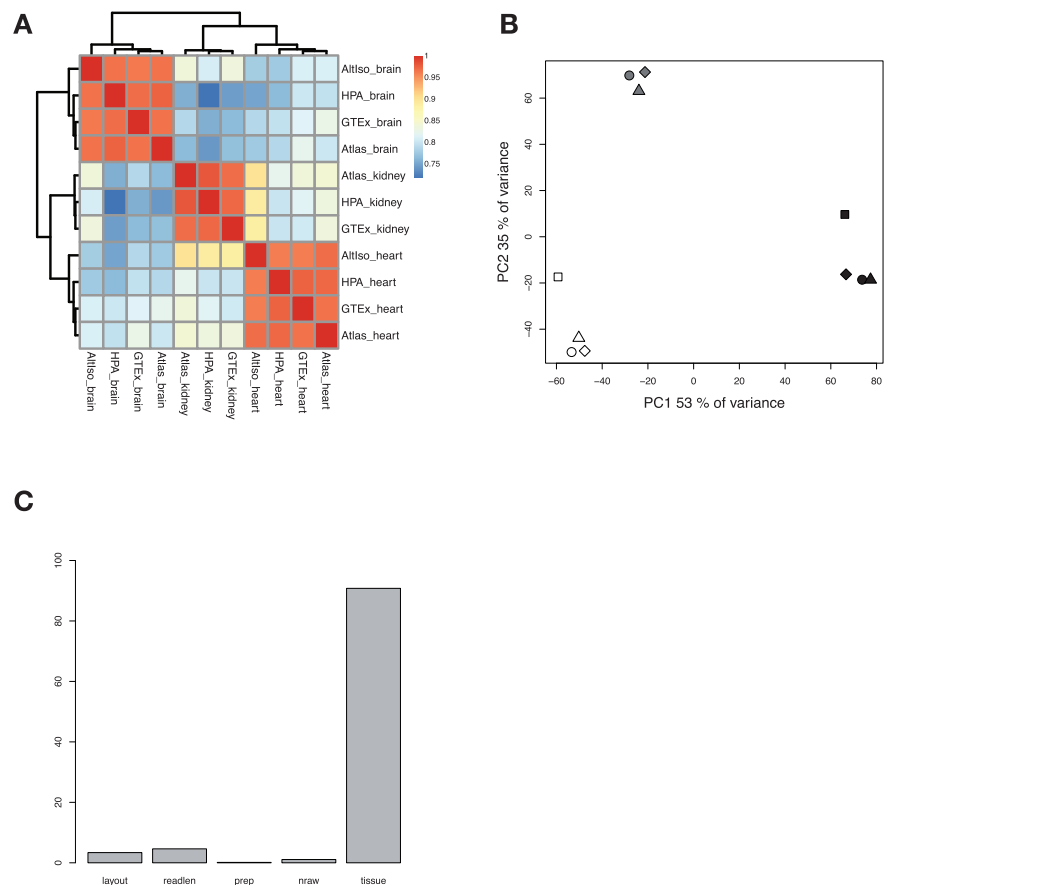 A
1
0.95
0.9
0.85
0.8
0.75
AltIso_brain
HPA_brain
GTEx_brain
Atlas_brain
Atlas_kidney
HPA_kidney
GTEx_kidney
AltIso_heart
HPA_heart
GTEx_heart
Atlas_heart
AltIso_brain
HPA_brain
GTEx_brain
Atlas_brain
Atlas_kidney
HPA_kidney
GTEx_kidney
AltIso_heart
HPA_heart
GTEx_heart
Atlas_heart
B
PC2 35 % of variance
60
40
20
0
−20
−40
−60 −40 −20 0 20 40 60 80
PC1 53 % of variance
C
100
80
60
40
20
0
layout readlen prep nraw tissue